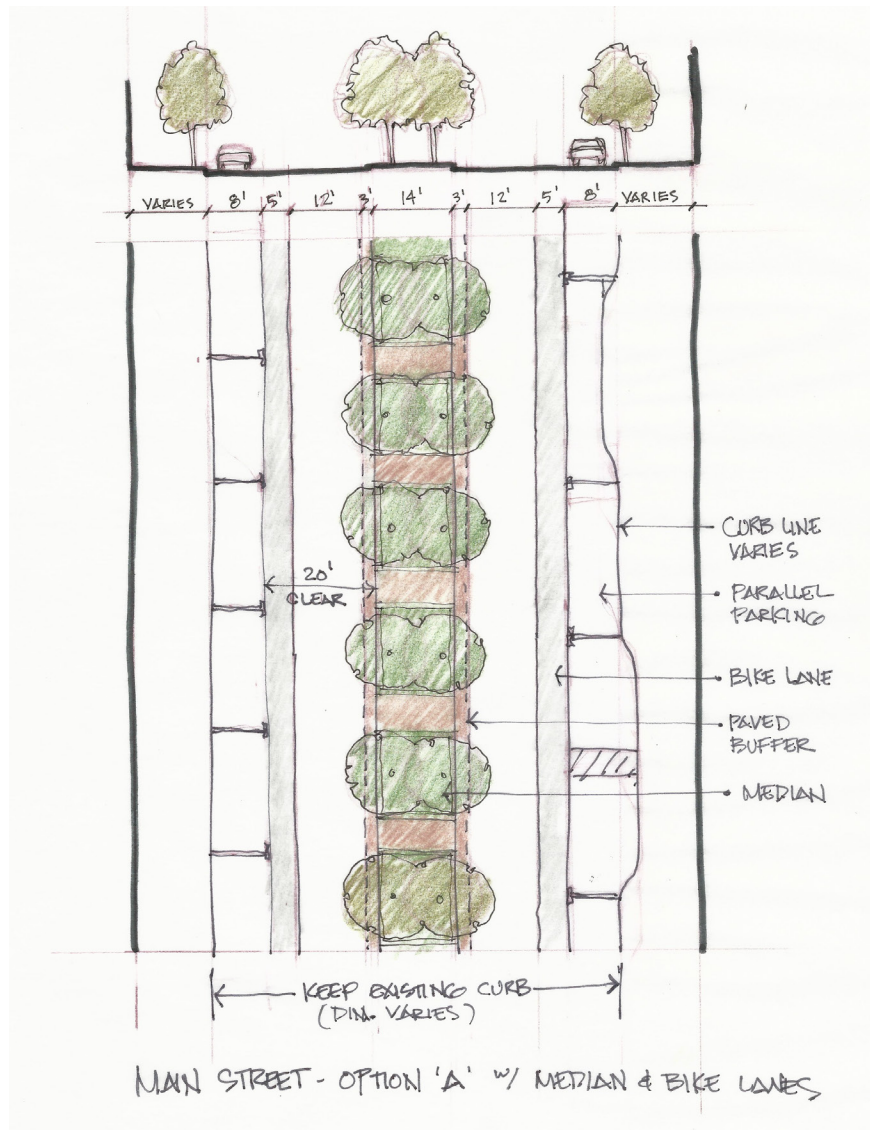 VARIES 8' 5' 12' 3' 14' 3' 12' 5' 8' VARIES
20'
CLEAR
CURB LINE
VARIES
PARALLEL
PARKING
BIKE LANE
PAVED
BUFFER
MEDIAN
KEEP EXISTING CURB
(DIM. VARIES)
MAIN STREET - OPTION 'A' W/ MEDIAN & BIKE LANES